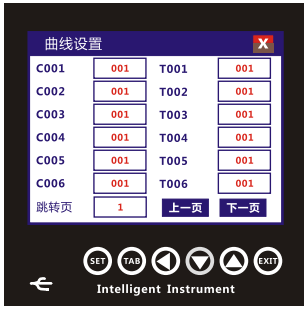 曲线设置 X
C001 001 T001 001
C002 001 T002 001
C003 001 T003 001
C004 001 T004 001
C005 001 T005 001
C006 001 T006 001
跳转页 1 上一页 下一页
SET TAB EXIT
Intelligent Instrument